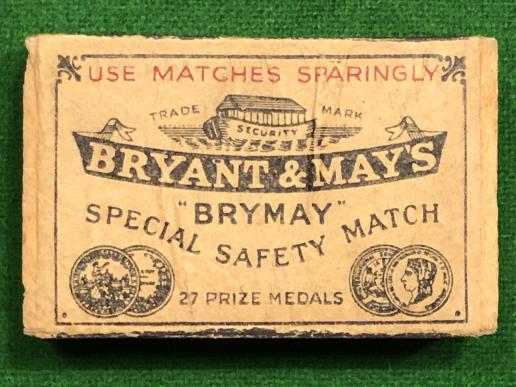 USE MATCHES SPARINGLY
TRADE MARK
SECURITY
BRYANT & MAY'S
"BRYMAY"
SPECIAL SAFETY MATCH
27 PRIZE MEDALS